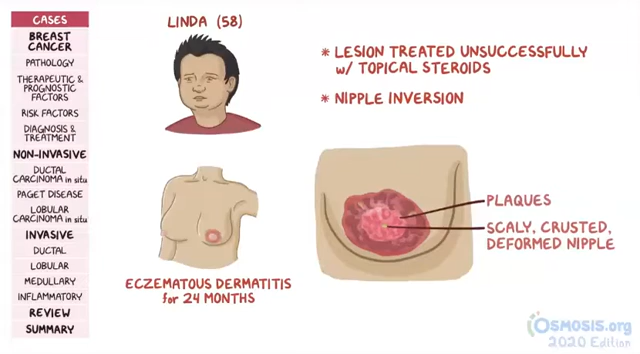 CASES
BREAST
CANCER
PATHOLOGY
THERAPEUTIC &
PROGNOSTIC
FACTORS
RISK FACTORS
DIAGNOSIS &
TREATMENT
NON-INVASIVE
DUCTAL
CARCINOMA in situ
PAGET DISEASE
LOBULAR
CARCINOMA in situ
INVASIVE
DUCTAL
LOBULAR
MEDULLARY
INFLAMMATORY
REVIEW
SUMMARY
LINDA (58)
* LESION TREATED UNSUCCESSFULLY
w/ TOPICAL STEROIDS
* NIPPLE INVERSION
PLAQUES
SCALY, CRUSTED,
DEFORMED NIPPLE
ECZEMATOUS DERMATITIS
for 24 MONTHS
OSMOSIS.org
2020 Edition